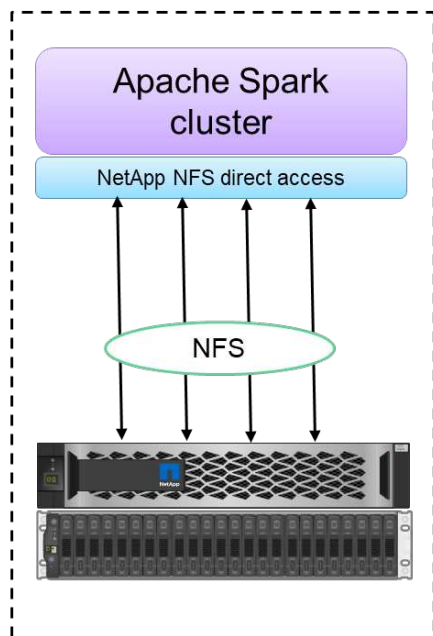 Apache Spark
cluster
NetApp NFS direct access
NFS
NetApp